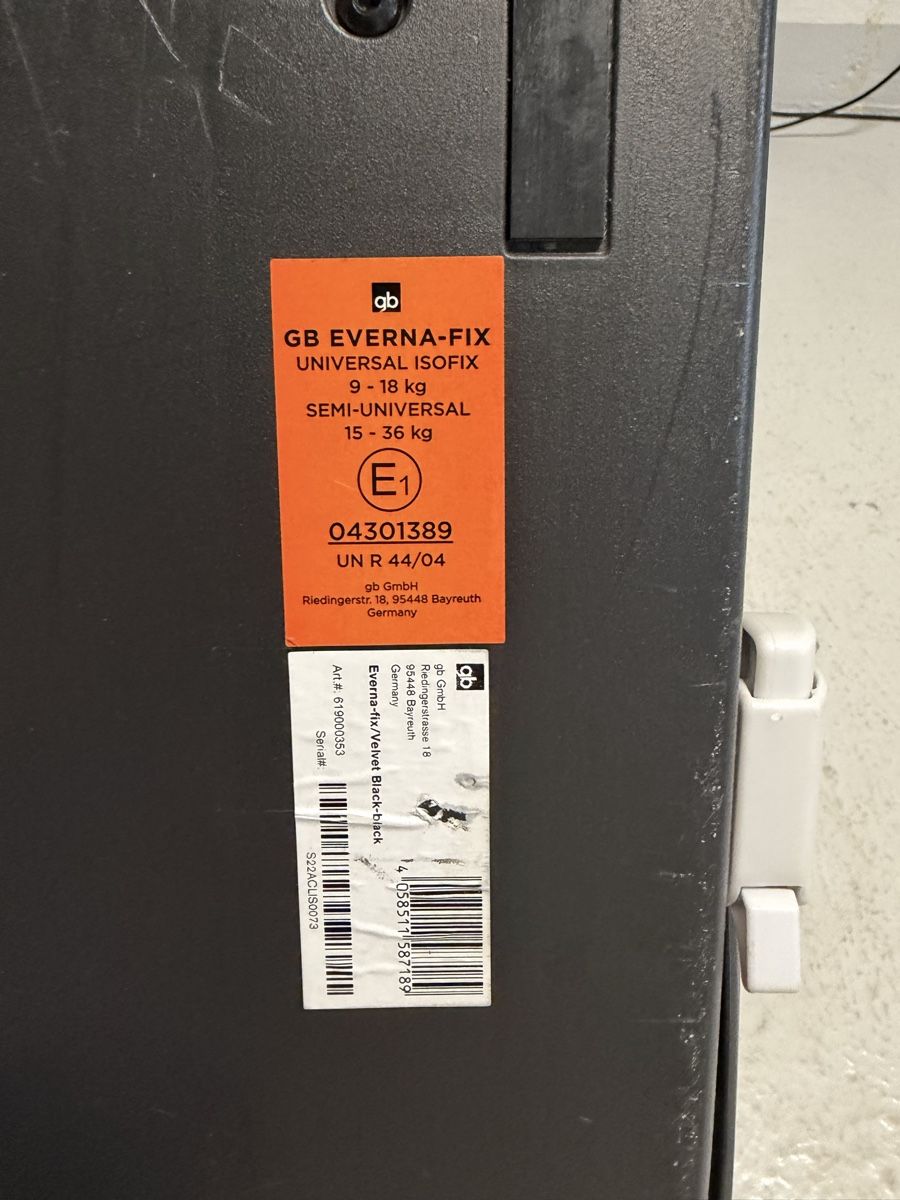 gb
GB EVERNA-FIX
UNIVERSAL ISOFIX
9 - 18 kg
SEMI-UNIVERSAL
15 - 36 kg
E1
04301389
UN R 44/04
gb GmbH
Riedingerstr. 18, 95448 Bayreuth
Germany
gb
gb GmbH
Riedingerstrasse 18
95448 Bayreuth
Germany
Everna-fix/Velvet Black-black
Art.#: 619000353
Serial#:
S22ACLIS0073
4 058511 587189